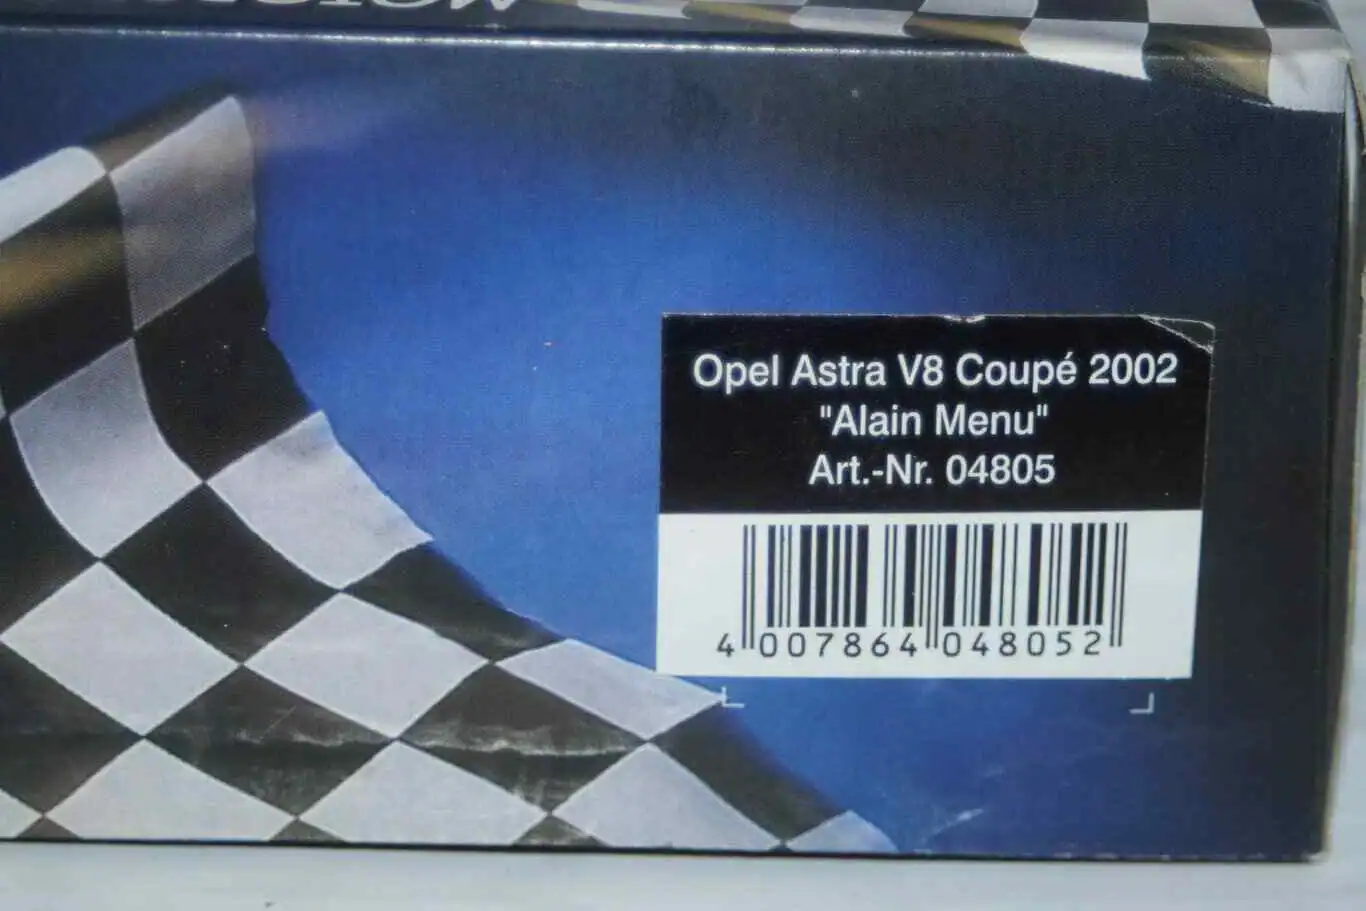 Opel Astra V8 Coupé 2002
"Alain Menu"
Art.-Nr. 04805
4 007864 048052